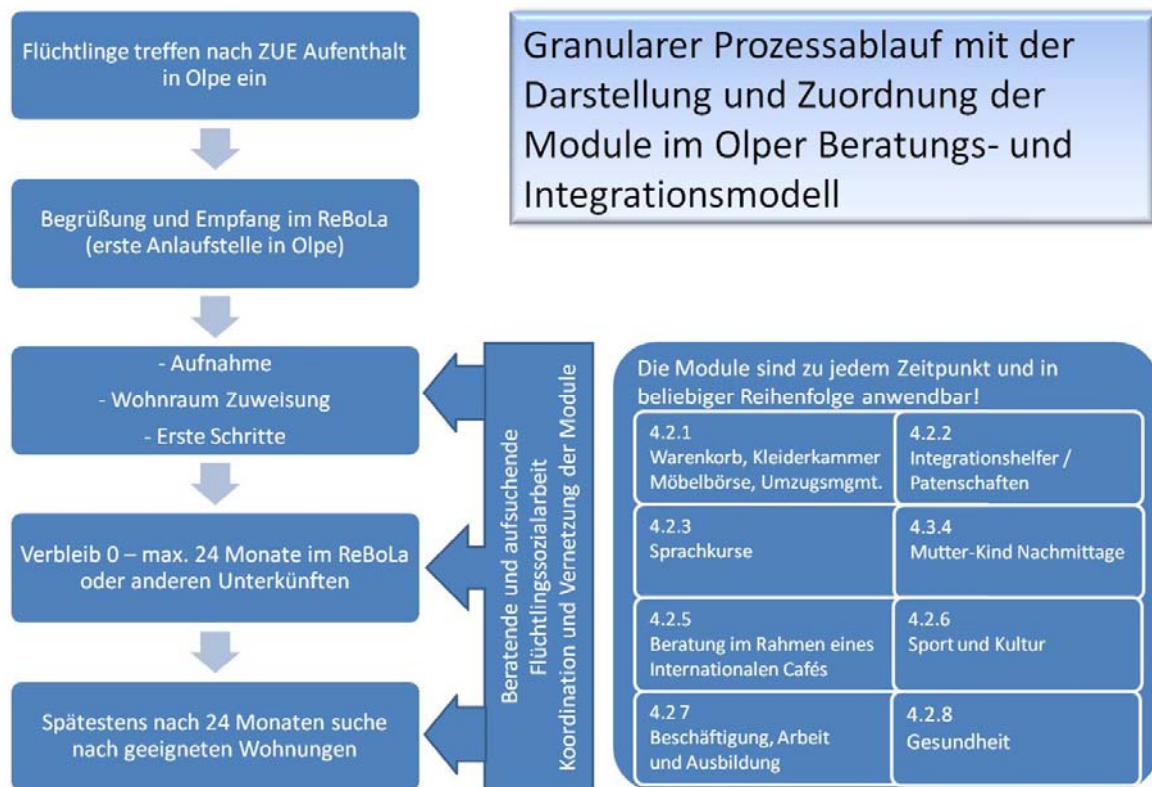 Granularer Prozessablauf mit der
Darstellung und Zuordnung der
Module im Olper Beratungs- und
Integrationsmodell
Flüchtlinge treffen nach ZUE Aufenthalt
in Olpe ein
Begrüßung und Empfang im ReBoLa
(erste Anlaufstelle in Olpe)
- Aufnahme
- Wohnraum Zuweisung
- Erste Schritte
Verbleib 0 – max. 24 Monate im ReBoLa
oder anderen Unterkünften
Spätestens nach 24 Monaten suche
nach geeigneten Wohnungen
Beratende und aufsuchende
Flüchtlingssozialarbeit
Koordination und Vernetzung der Module
Die Module sind zu jedem Zeitpunkt und in
beliebiger Reihenfolge anwendbar!
4.2.1
Warenkorb, Kleiderkammer
Möbelbörse, Umzugsmgmt.
4.2.2
Integrationshelfer /
Patenschaften
4.2.3
Sprachkurse
4.3.4
Mutter-Kind Nachmittage
4.2.5
Beratung im Rahmen eines
Internationalen Cafés
4.2.6
Sport und Kultur
4.2 7
Beschäftigung, Arbeit
und Ausbildung
4.2.8
Gesundheit